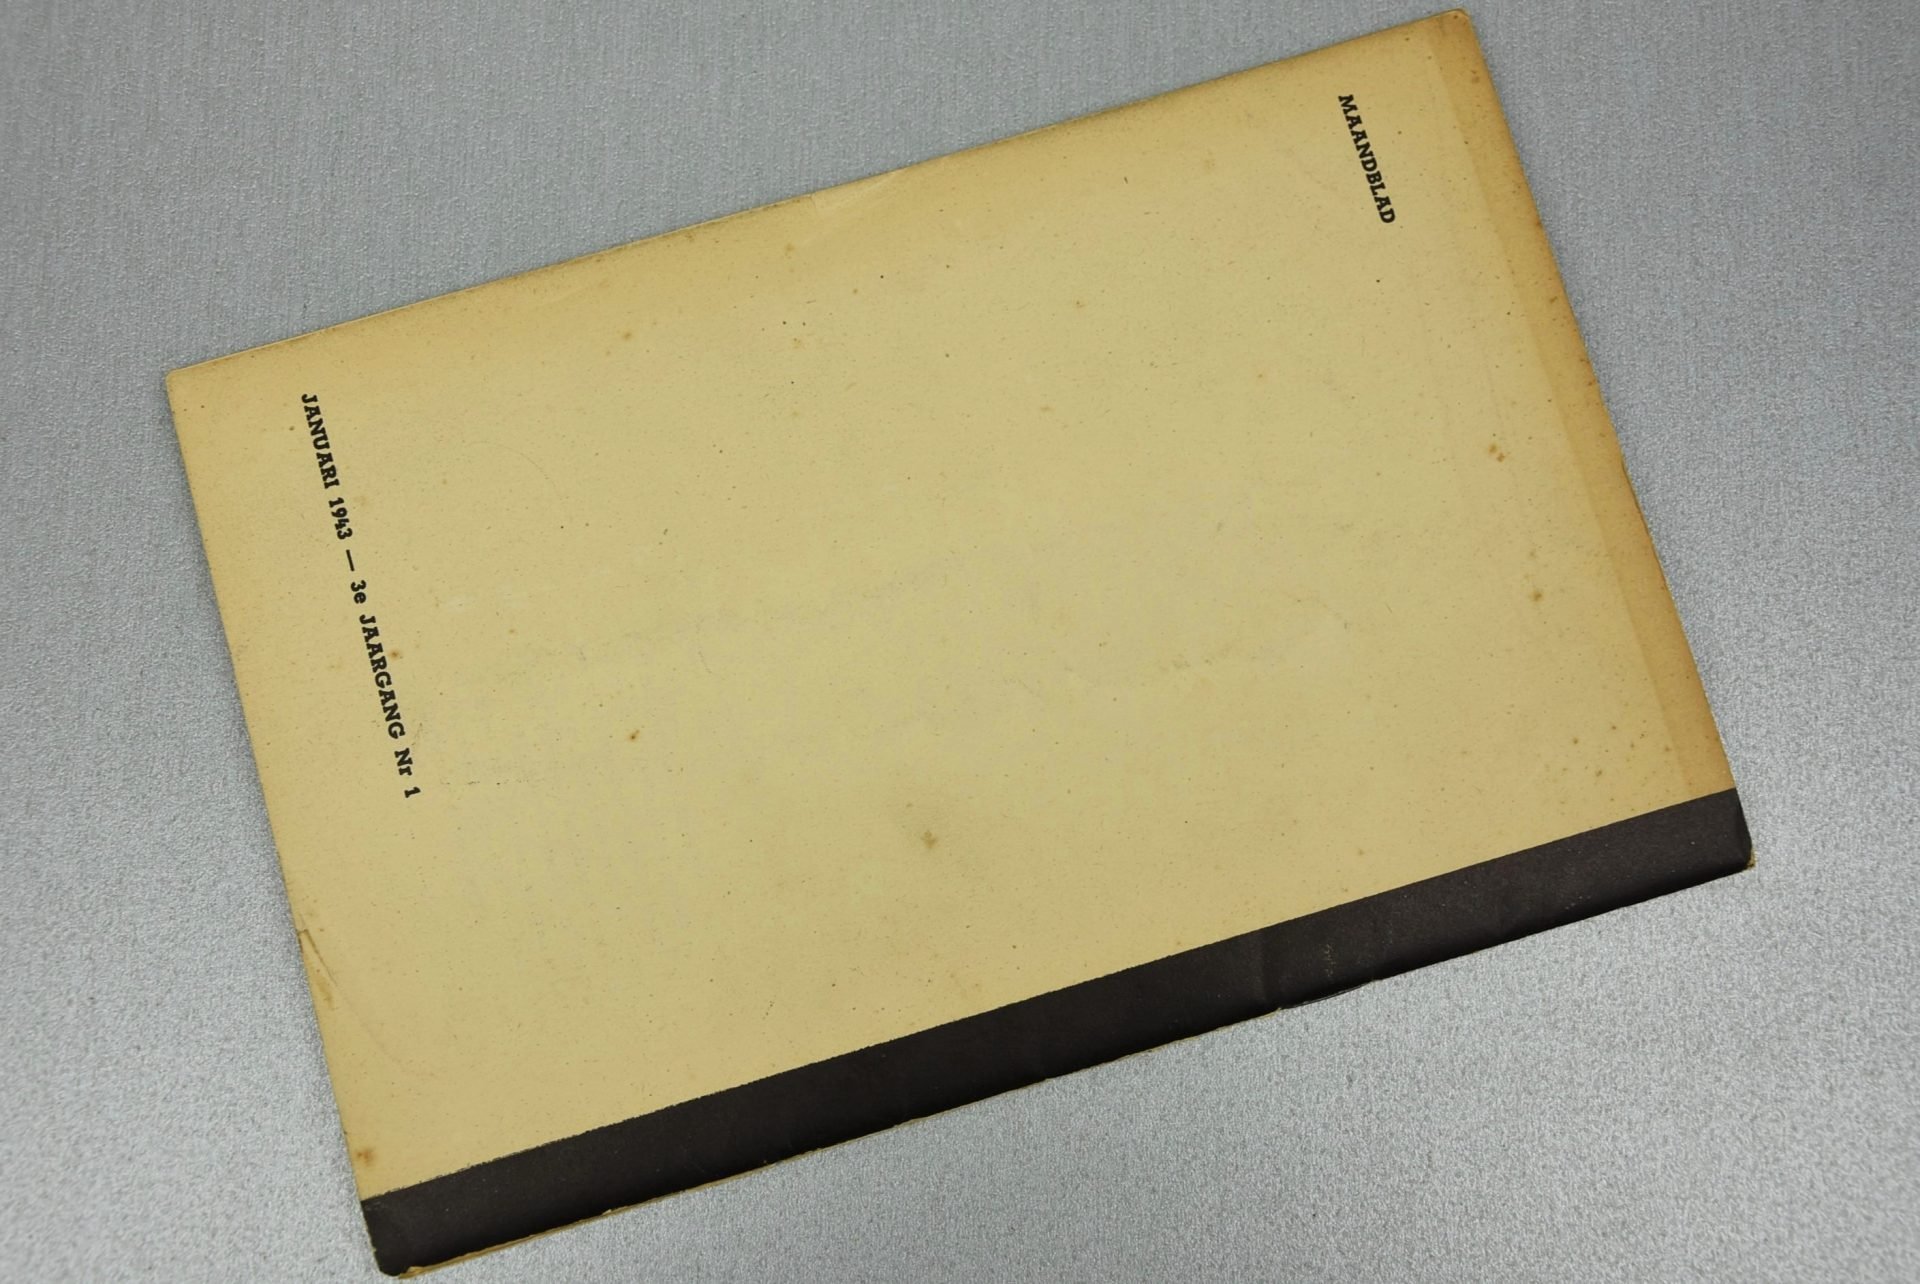 MAANDBLAD
JANUARI 1943 — 3e JAARGANG Nr 1